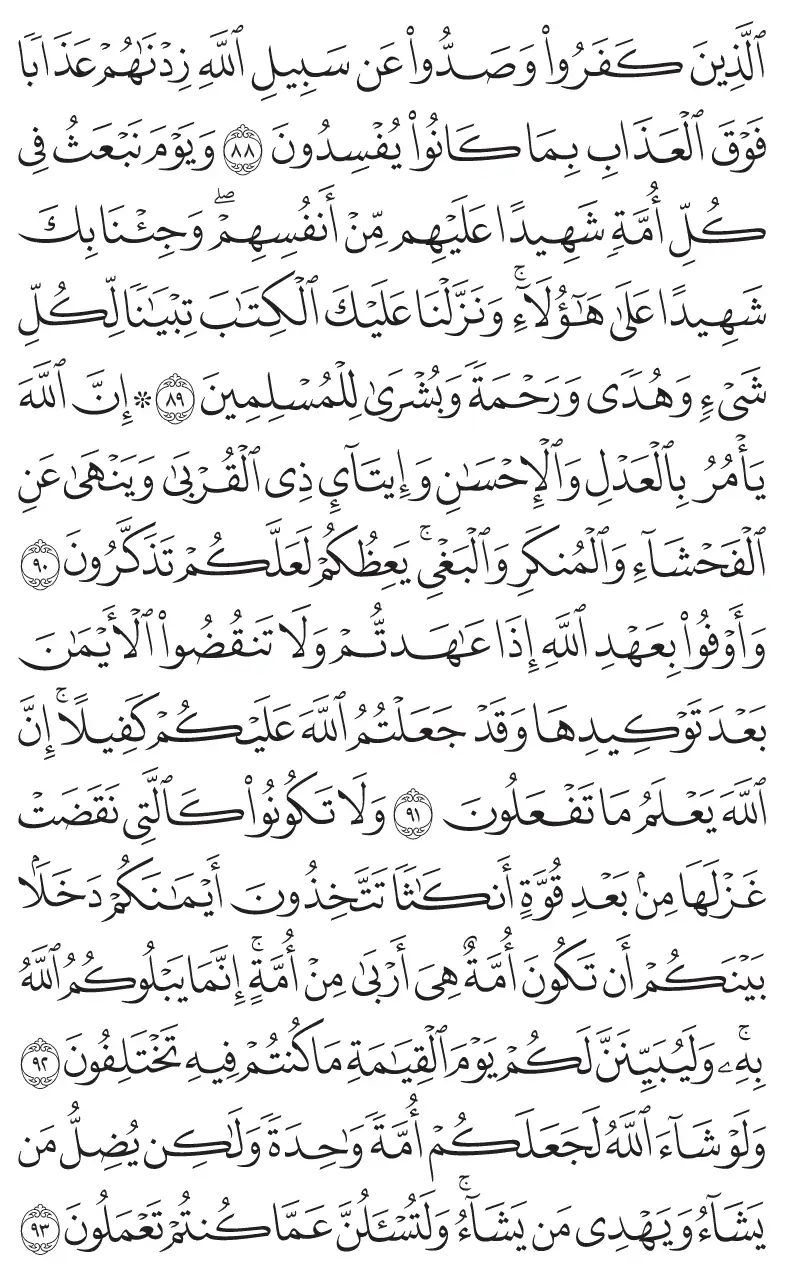 ٱلَّذِينَ كَفَرُوا۟ وَصَدُّوا۟ عَن سَبِيلِ ٱللَّهِ زِدْنَـٰهُمْ عَذَابًا
فَوْقَ ٱلْعَذَابِ بِمَا كَانُوا۟ يُفْسِدُونَ ٨٨ وَيَوْمَ نَبْعَثُ فِى
كُلِّ أُمَّةٍ شَهِيدًا عَلَيْهِم مِّنْ أَنفُسِهِمْ ۖ وَجِئْنَا بِكَ
شَهِيدًا عَلَىٰ هَـٰٓؤُلَآءِ ۚ وَنَزَّلْنَا عَلَيْكَ ٱلْكِتَـٰبَ تِبْيَـٰنًا لِّكُلِّ
شَىْءٍ وَهُدًى وَرَحْمَةً وَبُشْرَىٰ لِلْمُسْلِمِينَ ٨٩ ۞ إِنَّ ٱللَّهَ
يَأْمُرُ بِٱلْعَدْلِ وَٱلْإِحْسَـٰنِ وَإِيتَآئِ ذِى ٱلْقُرْبَىٰ وَيَنْهَىٰ عَنِ
ٱلْفَحْشَآءِ وَٱلْمُنكَرِ وَٱلْبَغْىِ ۚ يَعِظُكُمْ لَعَلَّكُمْ تَذَكَّرُونَ ٩٠
وَأَوْفُوا۟ بِعَهْدِ ٱللَّهِ إِذَا عَـٰهَدتُّمْ وَلَا تَنقُضُوا۟ ٱلْأَيْمَـٰنَ
بَعْدَ تَوْكِيدِهَا وَقَدْ جَعَلْتُمُ ٱللَّهَ عَلَيْكُمْ كَفِيلًا ۚ إِنَّ
ٱللَّهَ يَعْلَمُ مَا تَفْعَلُونَ ٩١ وَلَا تَكُونُوا۟ كَٱلَّتِى نَقَضَتْ
غَزْلَهَا مِنۢ بَعْدِ قُوَّةٍ أَنكَـٰثًا تَتَّخِذُونَ أَيْمَـٰنَكُمْ دَخَلًۢا
بَيْنَكُمْ أَن تَكُونَ أُمَّةٌ هِىَ أَرْبَىٰ مِنْ أُمَّةٍ ۚ إِنَّمَا يَبْلُوكُمُ ٱللَّهُ
بِهِۦ ۚ وَلَيُبَيِّنَنَّ لَكُمْ يَوْمَ ٱلْقِيَـٰمَةِ مَا كُنتُمْ فِيهِ تَخْتَلِفُونَ ٩٢
وَلَوْ شَآءَ ٱللَّهُ لَجَعَلَكُمْ أُمَّةً وَٰحِدَةً وَلَـٰكِن يُضِلُّ مَن
يَشَآءُ وَيَهْدِى مَن يَشَآءُ ۚ وَلَتُسْـَٔلُنَّ عَمَّا كُنتُمْ تَعْمَلُونَ ٩٣